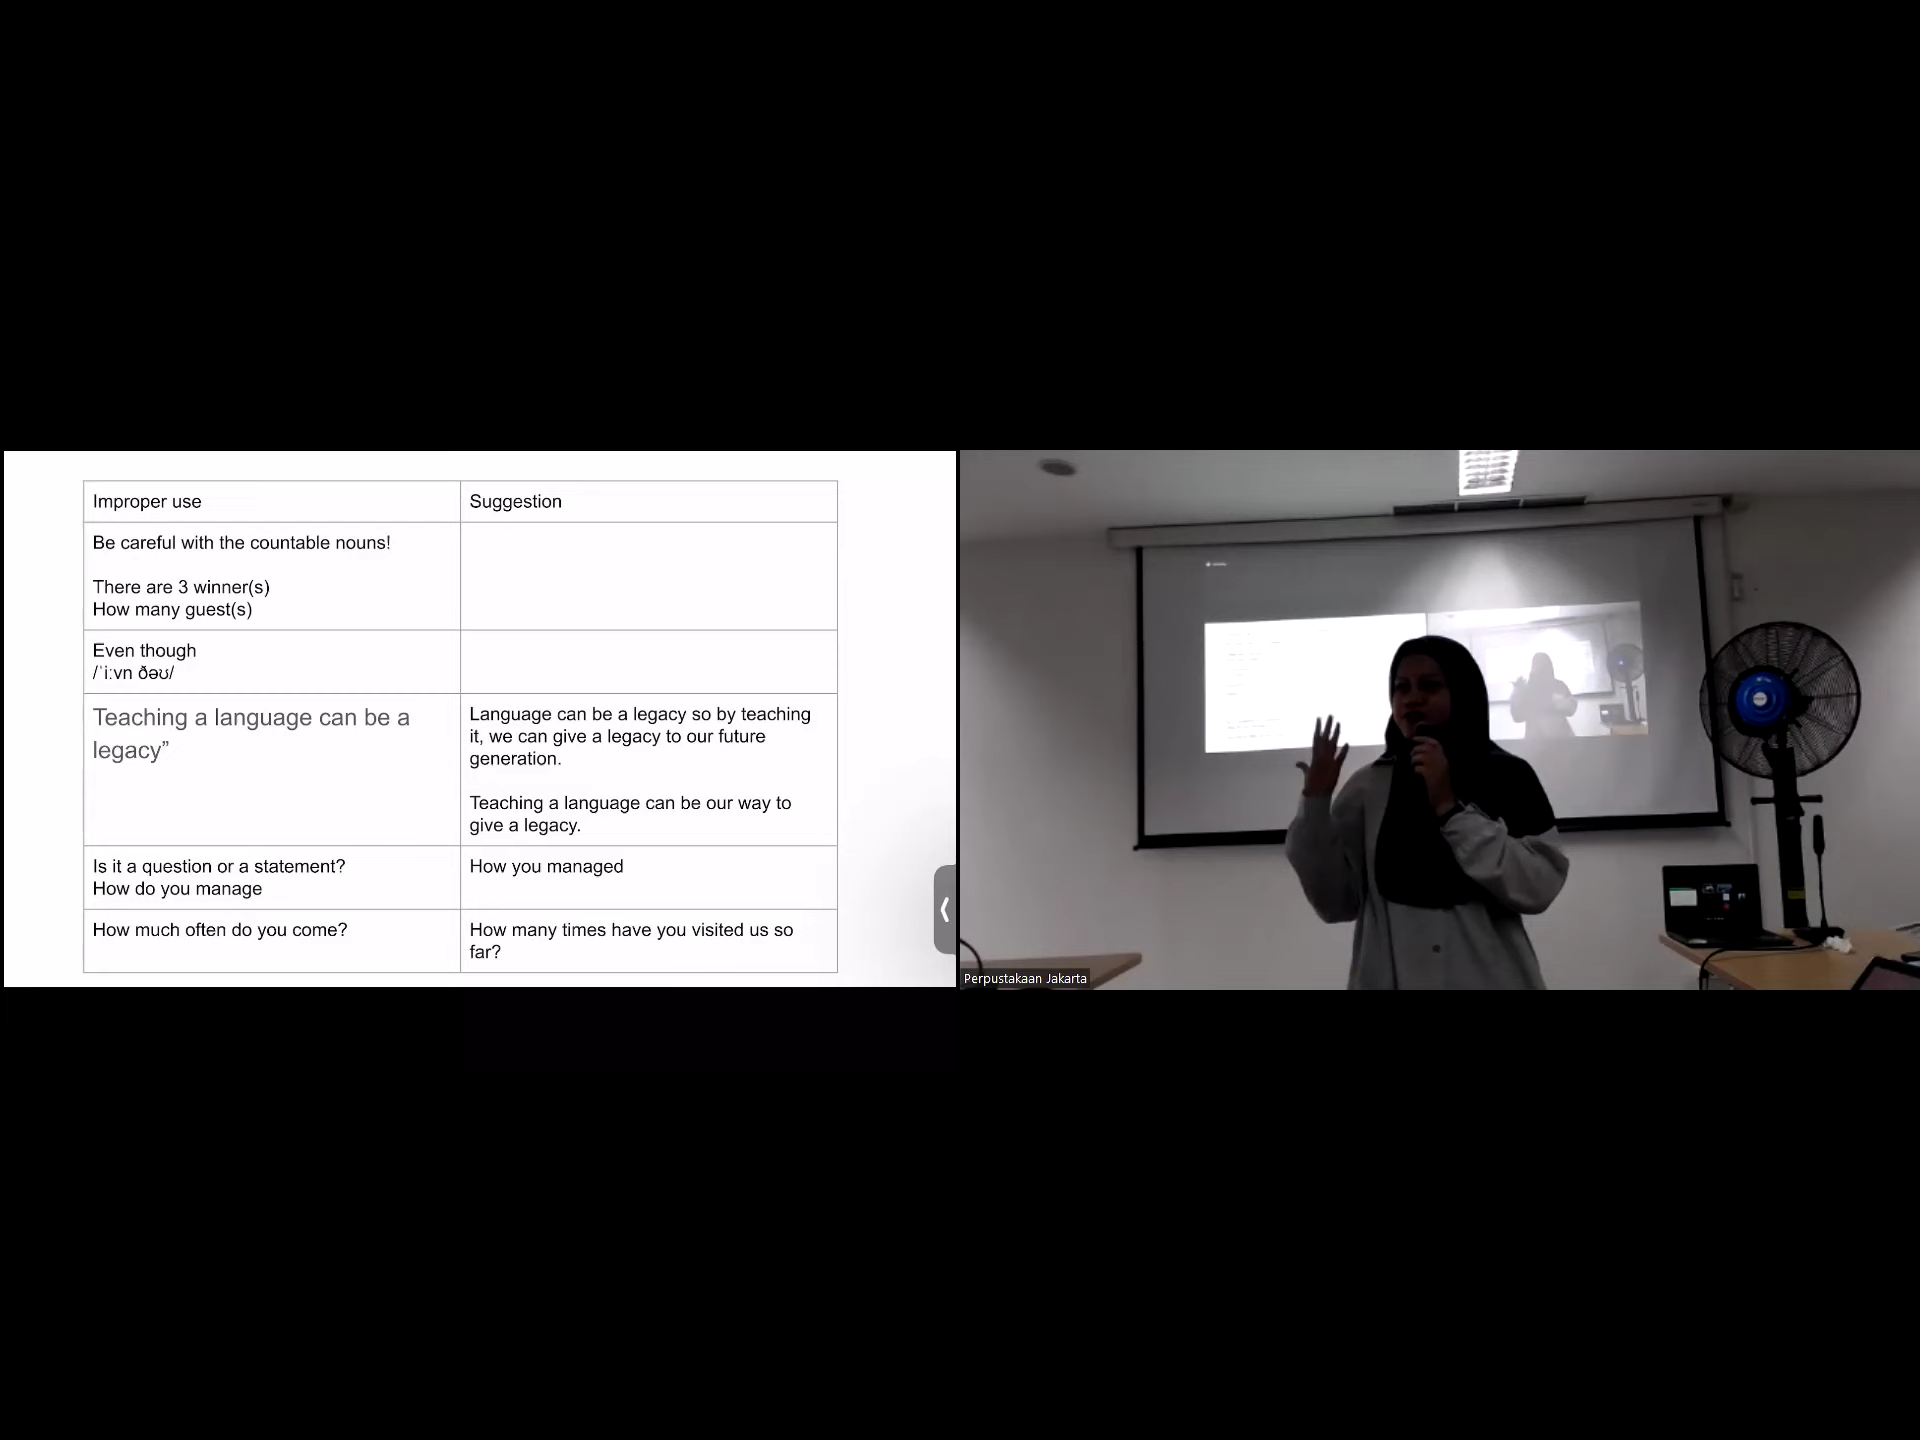 Improper use
Suggestion
Be careful with the countable nouns!
There are 3 winner(s)
How many guest(s)
Even though
/ˈiːvn ðəʊ/
Teaching a language can be a
legacy”
Language can be a legacy so by teaching
it, we can give a legacy to our future
generation.
Teaching a language can be our way to
give a legacy.
Is it a question or a statement?
How do you manage
How you managed
How much often do you come?
How many times have you visited us so
far?
Perpustakaan Jakarta